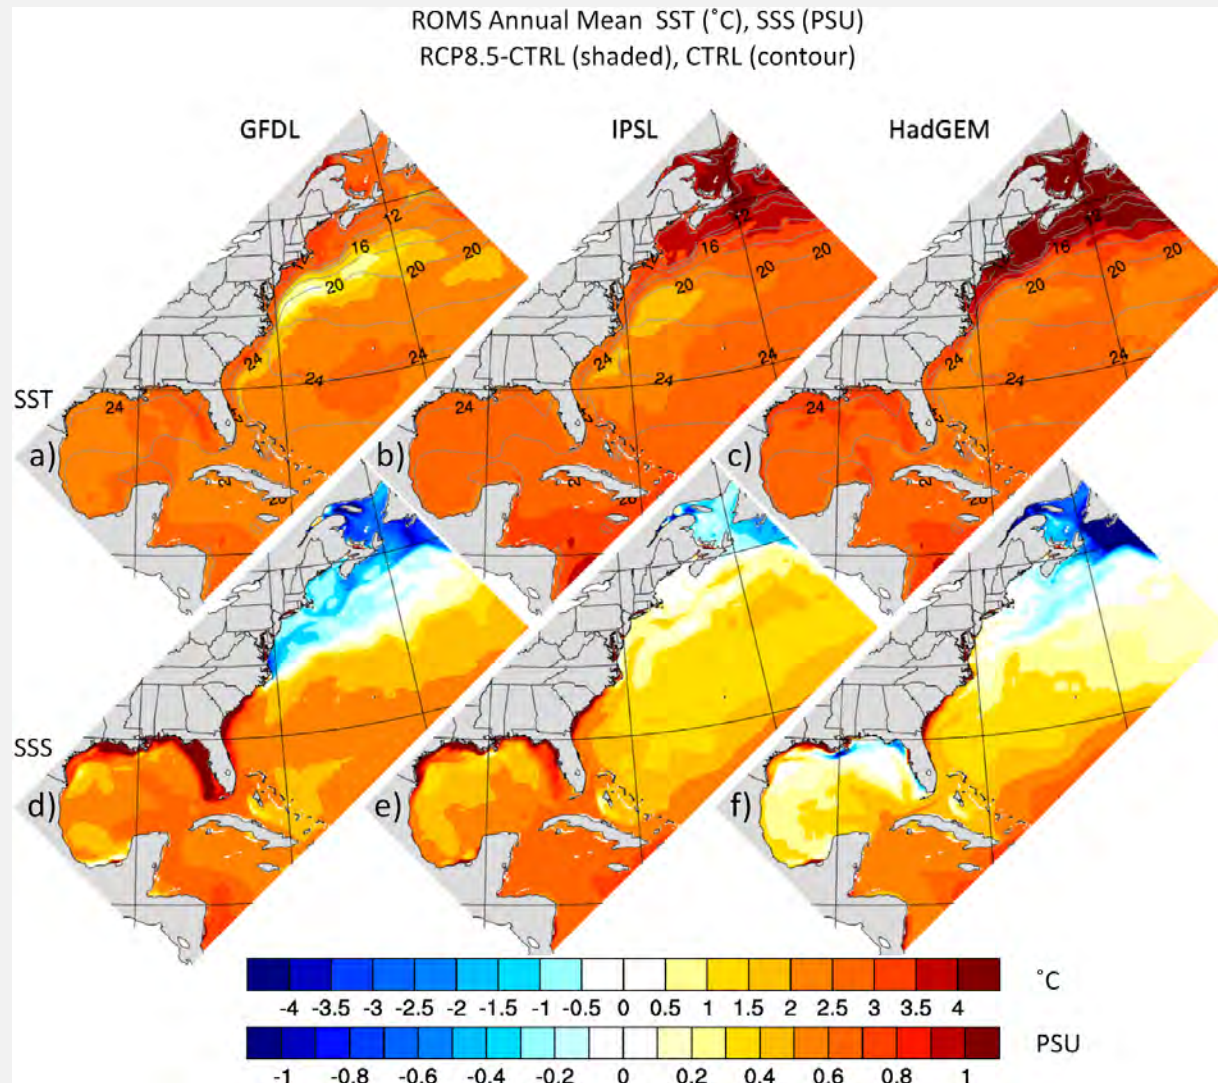 ROMS Annual Mean SST (˚C), SSS (PSU)
RCP8.5-CTRL (shaded), CTRL (contour)
GFDL IPSL HadGEM
12 12 12
16 20 16 20 16 20
12 20 12 20 20
20 20 20
24 24 24 24 24
24 24 24
SST 24 24 24
a) b) c)
SSS
d) e) f)
˚C
-4 -3.5 -3 -2.5 -2 -1.5 -1 -0.5 0 0.5 1 1.5 2 2.5 3 3.5 4
PSU
-1 -0.8 -0.6 -0.4 -0.2 0 0.2 0.4 0.6 0.8 1